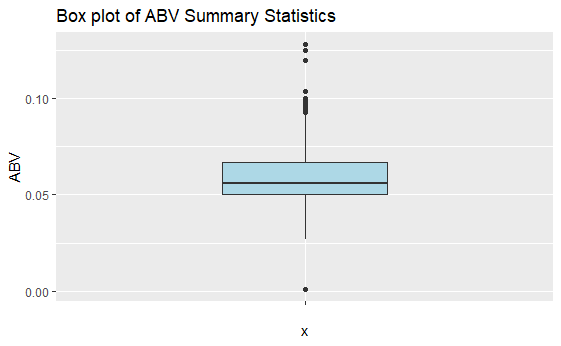 Box plot of ABV Summary Statistics
0.10
ABV
0.05
0.00
x